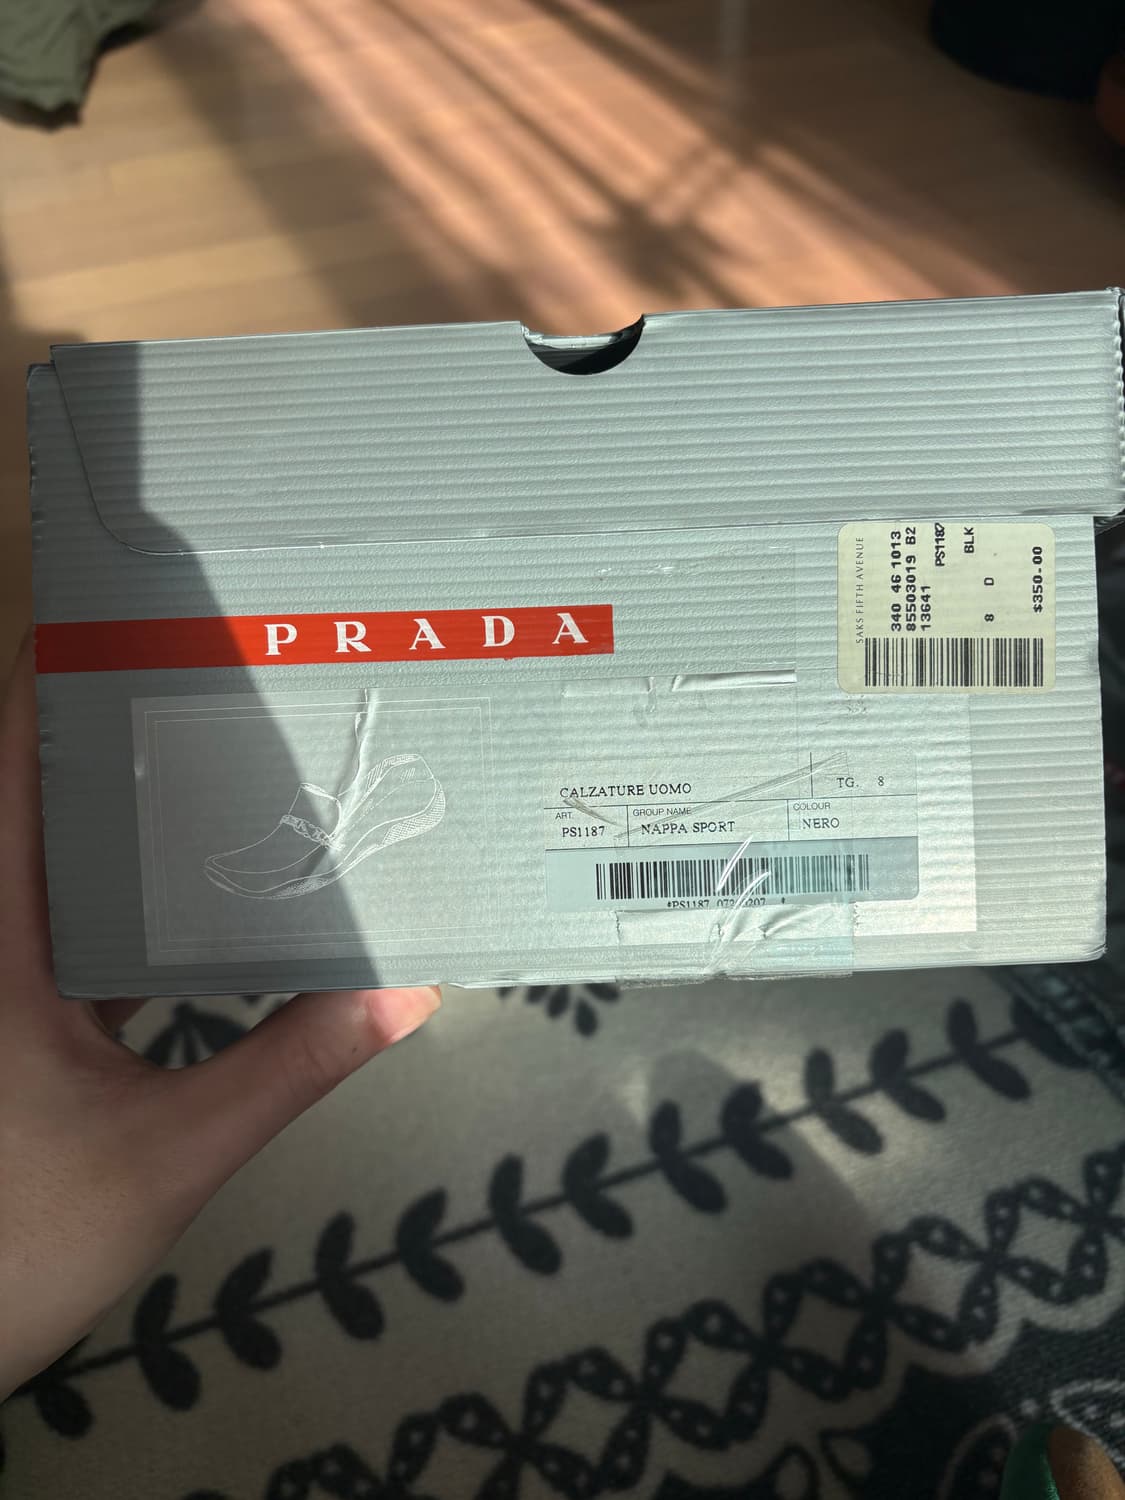 PRADA
SAKS FIFTH AVENUE
340 46 1013
85503019 B2
13641 PS1187
BLK
8 D
$350.00
CALZATURE UOMO
TG. 8
ART.
PS1187
GROUP NAME
NAPPA SPORT
COLOUR
NERO
*PS1187